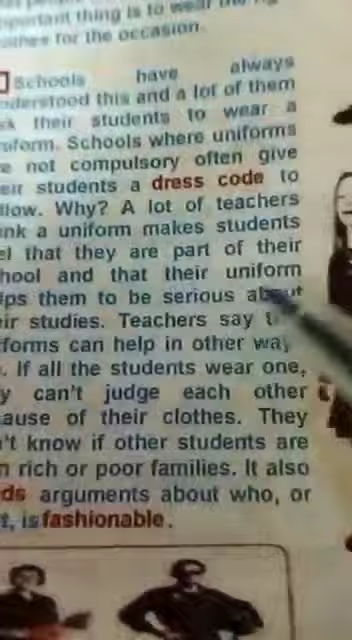 important thing is to wear the
clothes for the occasion.
Schools have always
understood this and a lot of them
ask their students to wear a
uniform. Schools where uniforms
are not compulsory often give
their students a dress code to
follow. Why? A lot of teachers
think a uniform makes students
feel that they are part of their
school and that their uniform
helps them to be serious about
their studies. Teachers say
uniforms can help in other way
. If all the students wear one,
they can't judge each other
because of their clothes. They
don't know if other students are
rich or poor families. It also
arguments about who, or
is fashionable.